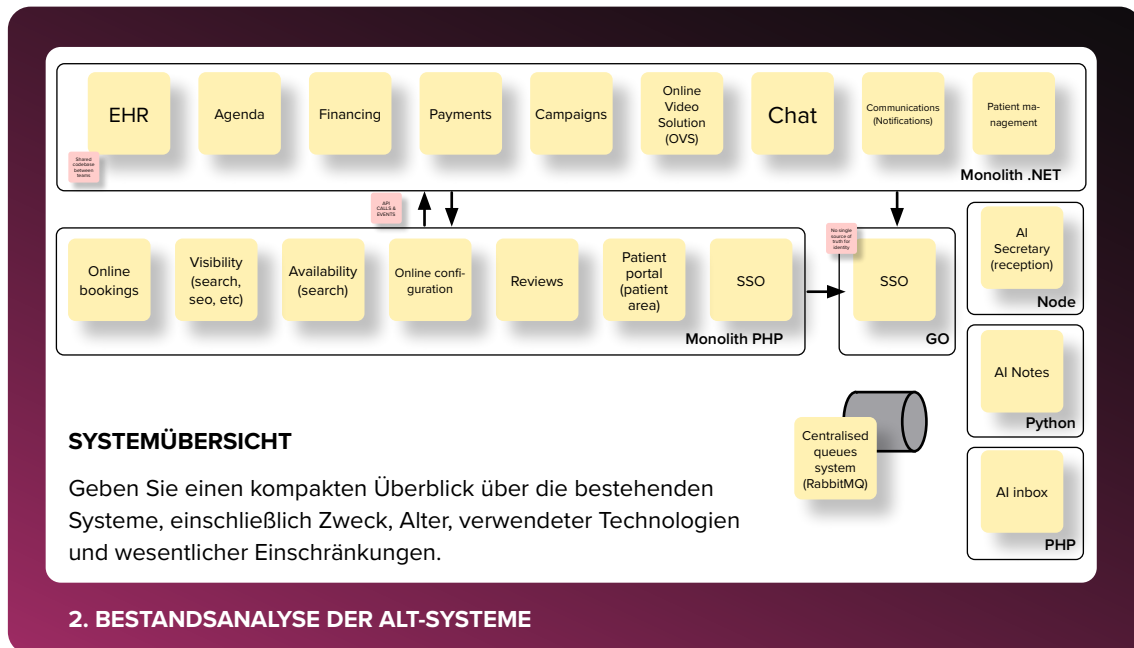 EHR
Agenda
Financing
Payments
Campaigns
Online
Video
Solution
(OVS)
Chat
Communications
(Notifications)
Patient ma-
nagement
Shared
codebase
between
teams
Monolith .NET
API
CALLS &
EVENTS
No single
source of
truth for
identity
Online
bookings
Visibility
(search,
seo, etc)
Availability
(search)
Online confi-
guration
Reviews
Patient
portal
(patient
area)
SSO
Monolith PHP
SSO
GO
AI
Secretary
(reception)
Node
AI Notes
Python
AI inbox
PHP
Centralised
queues
system
(RabbitMQ)
SYSTEMÜBERSICHT
Geben Sie einen kompakten Überblick über die bestehenden
Systeme, einschließlich Zweck, Alter, verwendeter Technologien
und wesentlicher Einschränkungen.
2. BESTANDSANALYSE DER ALT-SYSTEME